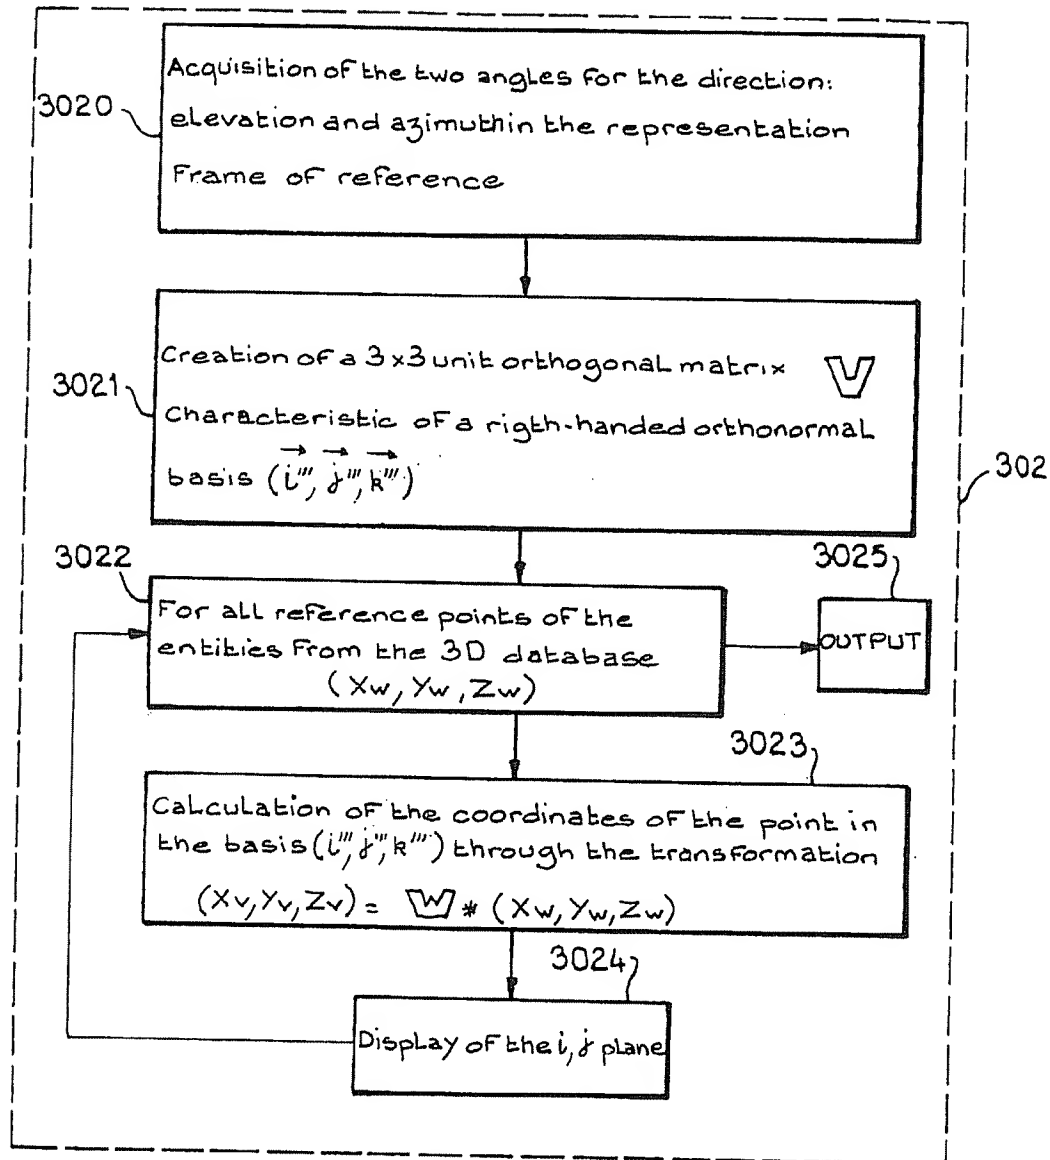 Acquisition of the two angles for the direction:
3020
elevation and azimuthin the representation
Frame of reference
Creation of a 3x3 unit orthogonal matrix V
3021
Characteristic of a rigth-handed orthonormal
basis (i''', j''', k''')
302
3022
3025
For all reference points of the
entities from the 3D database
(Xw, Yw, Zw)
OUTPUT
3023
Calculation of the coordinates of the point in
the basis (i''', j''', k''') through the transformation
(Xv, Yv, Zv) = W * (Xw, Yw, Zw)
3024
Display of the i, j plane